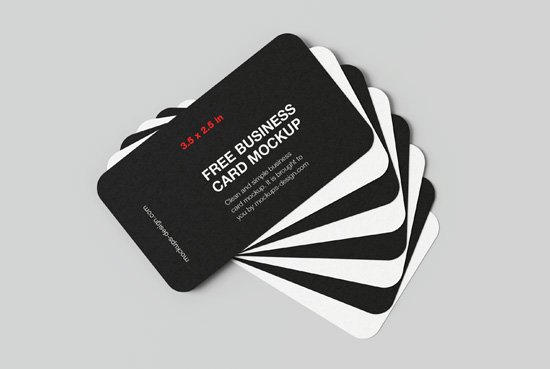 3.5 x 2.5 in
FREE BUSINESS
CARD MOCKUP
Clean and simple business
card mockup. It is brought to
you by mockups-design.com
mockups-design.com